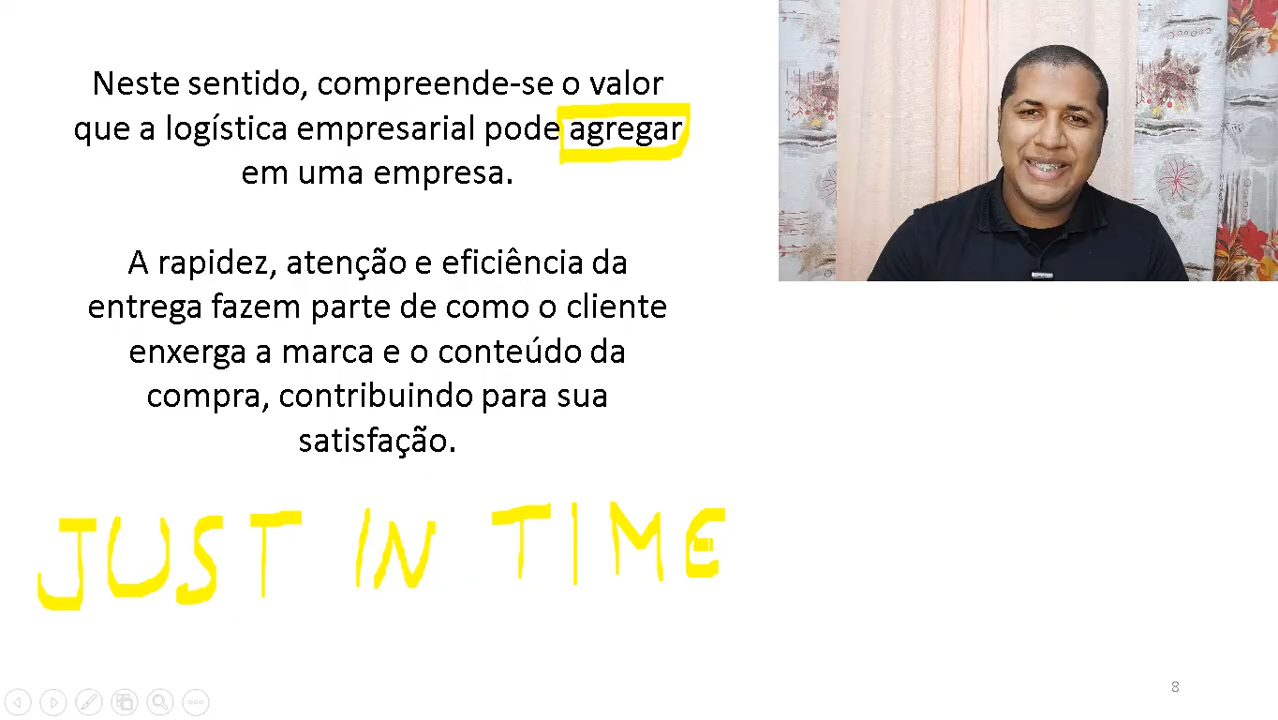 Neste sentido, compreende-se o valor
que a logística empresarial pode agregar
em uma empresa.
A rapidez, atenção e eficiência da
entrega fazem parte de como o cliente
enxerga a marca e o conteúdo da
compra, contribuindo para sua
satisfação.
JUST IN TIME
8